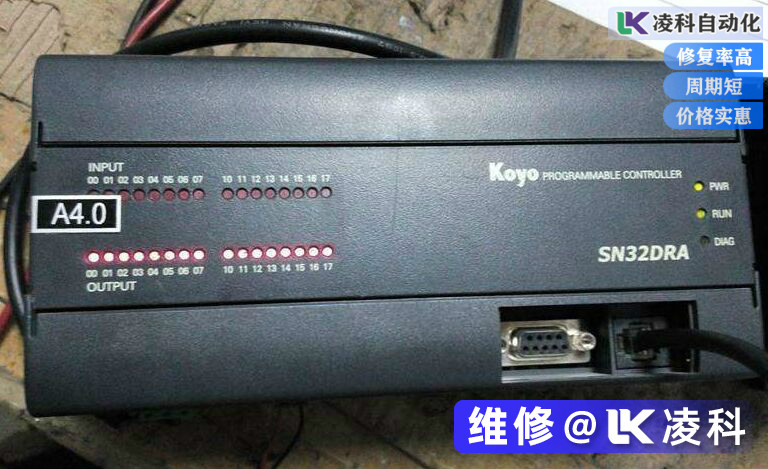 LK 凌科自动化
修复率高
周期短
价格实惠
INPUT
00 01 02 03 04 05 06 07 10 11 12 13 14 15 16 17
A4.0
00 01 02 03 04 05 06 07 10 11 12 13 14 15 16 17
OUTPUT
Koyo PROGRAMMABLE CONTROLLER
PWR
RUN
DIAG
SN32DRA
维修@LK凌科